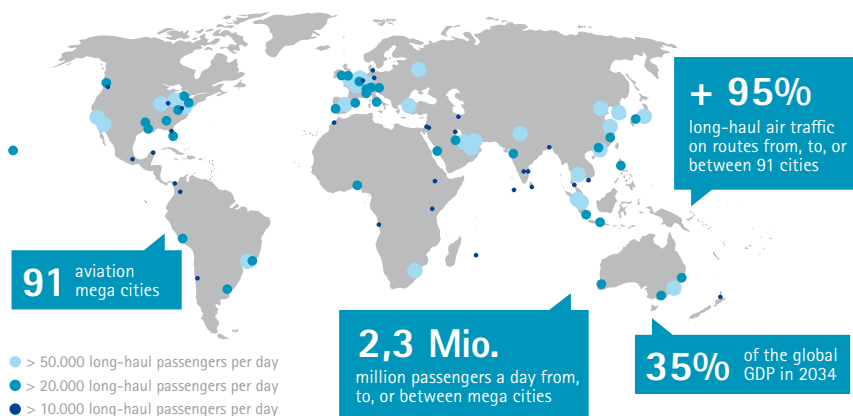 + 95%
long-haul air traffic
on routes from, to, or
between 91 cities
91 aviation
mega cities
2,3 Mio.
million passengers a day from,
to, or between mega cities
35% of the global
GDP in 2034
> 50.000 long-haul passengers per day
> 20.000 long-haul passengers per day
> 10.000 long-haul passengers per day